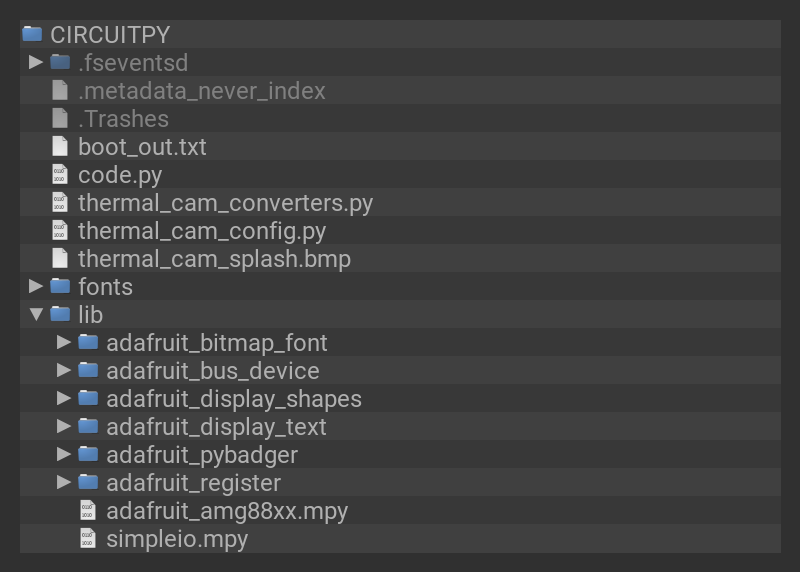 CIRCUITPY
.fseventsd
.metadata_never_index
.Trashes
boot_out.txt
code.py
thermal_cam_converters.py
thermal_cam_config.py
thermal_cam_splash.bmp
fonts
lib
adafruit_bitmap_font
adafruit_bus_device
adafruit_display_shapes
adafruit_display_text
adafruit_pybadger
adafruit_register
adafruit_amg88xx.mpy
simpleio.mpy